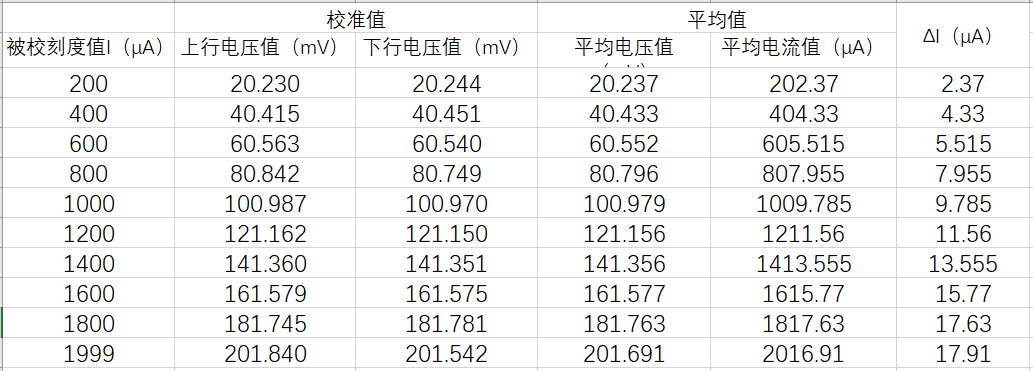 校准值 平均值
被校刻度值I（μA） 上行电压值（mV） 下行电压值（mV） 平均电压值 平均电流值（μA） ΔI（μA）
200 20.230 20.244 20.237 202.37 2.37
400 40.415 40.451 40.433 404.33 4.33
600 60.563 60.540 60.552 605.515 5.515
800 80.842 80.749 80.796 807.955 7.955
1000 100.987 100.970 100.979 1009.785 9.785
1200 121.162 121.150 121.156 1211.56 11.56
1400 141.360 141.351 141.356 1413.555 13.555
1600 161.579 161.575 161.577 1615.77 15.77
1800 181.745 181.781 181.763 1817.63 17.63
1999 201.840 201.542 201.691 2016.91 17.91